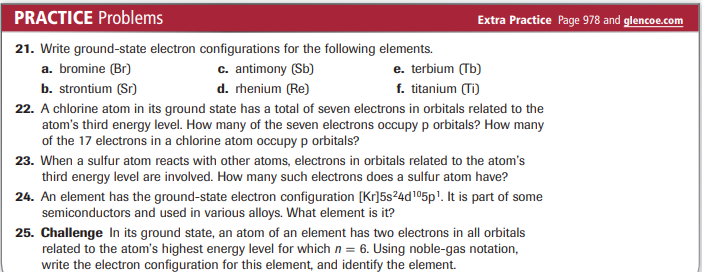 PRACTICE Problems
Extra Practice Page 978 and glencoe.com
21. Write ground-state electron configurations for the following elements.
a. bromine (Br) c. antimony (Sb) e. terbium (Tb)
b. strontium (Sr) d. rhenium (Re) f. titanium (Ti)
22. A chlorine atom in its ground state has a total of seven electrons in orbitals related to the
atom's third energy level. How many of the seven electrons occupy p orbitals? How many
of the 17 electrons in a chlorine atom occupy p orbitals?
23. When a sulfur atom reacts with other atoms, electrons in orbitals related to the atom's
third energy level are involved. How many such electrons does a sulfur atom have?
24. An element has the ground-state electron configuration [Kr]5s²4d¹⁰5p¹. It is part of some
semiconductors and used in various alloys. What element is it?
25. Challenge In its ground state, an atom of an element has two electrons in all orbitals
related to the atom's highest energy level for which n = 6. Using noble-gas notation,
write the electron configuration for this element, and identify the element.